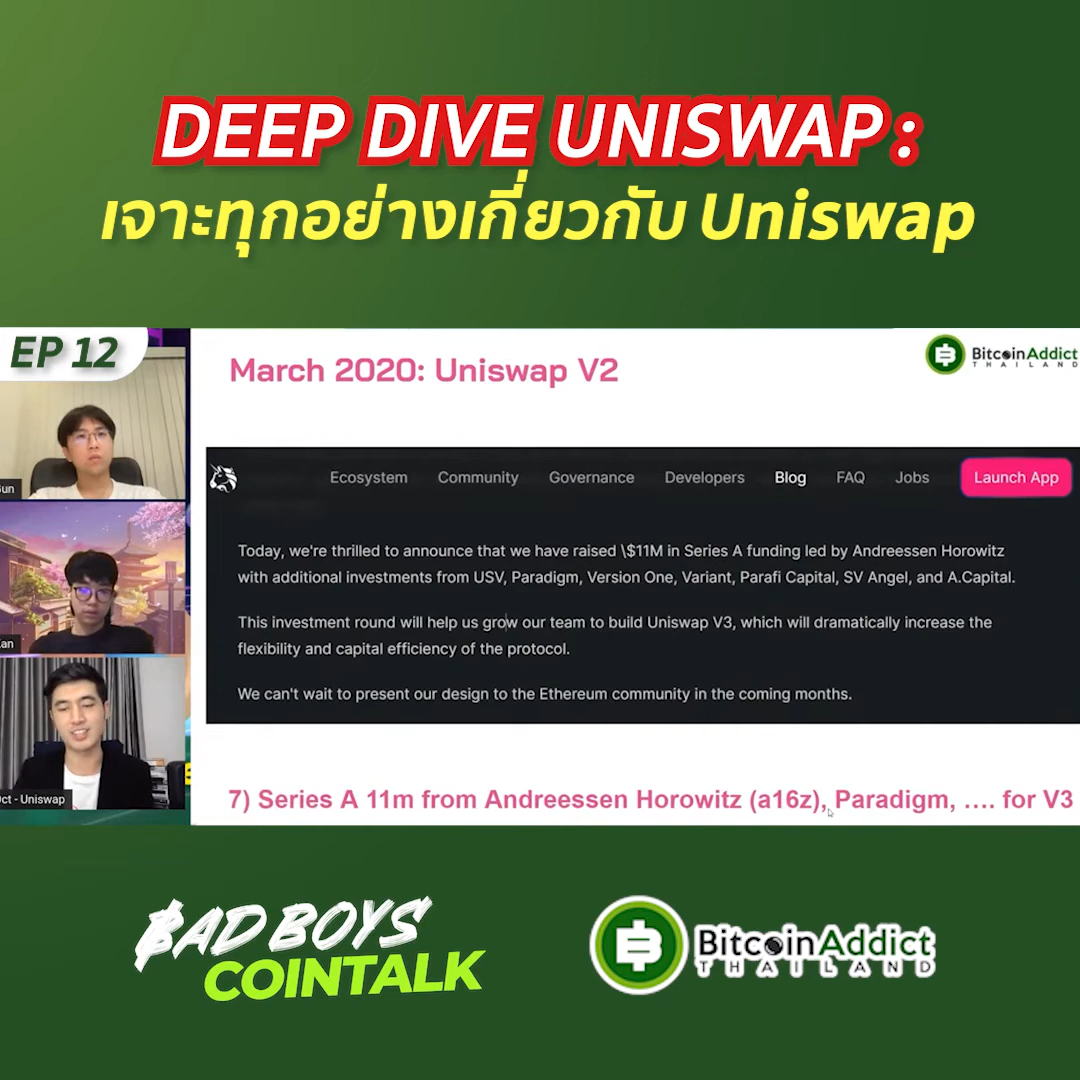 DEEP DIVE UNISWAP :
เจาะทุกอย่างเกี่ยวกับ Uniswap
EP 12
March 2020: Uniswap V2
BitcoinAddict
THAILAND
Ecosystem Community Governance Developers Blog FAQ Jobs Launch App
Today, we're thrilled to announce that we have raised \$11M in Series A funding led by Andreessen Horowitz
with additional investments from USV, Paradigm, Version One, Variant, Parafi Capital, SV Angel, and A.Capital.
This investment round will help us grow our team to build Uniswap V3, which will dramatically increase the
flexibility and capital efficiency of the protocol.
We can't wait to present our design to the Ethereum community in the coming months.
7) Series A 11m from Andreessen Horowitz (a16z), Paradigm, .... for V3
- Uniswap
BAD BOYS
COINTALK
BitcoinAddict
THAILAND